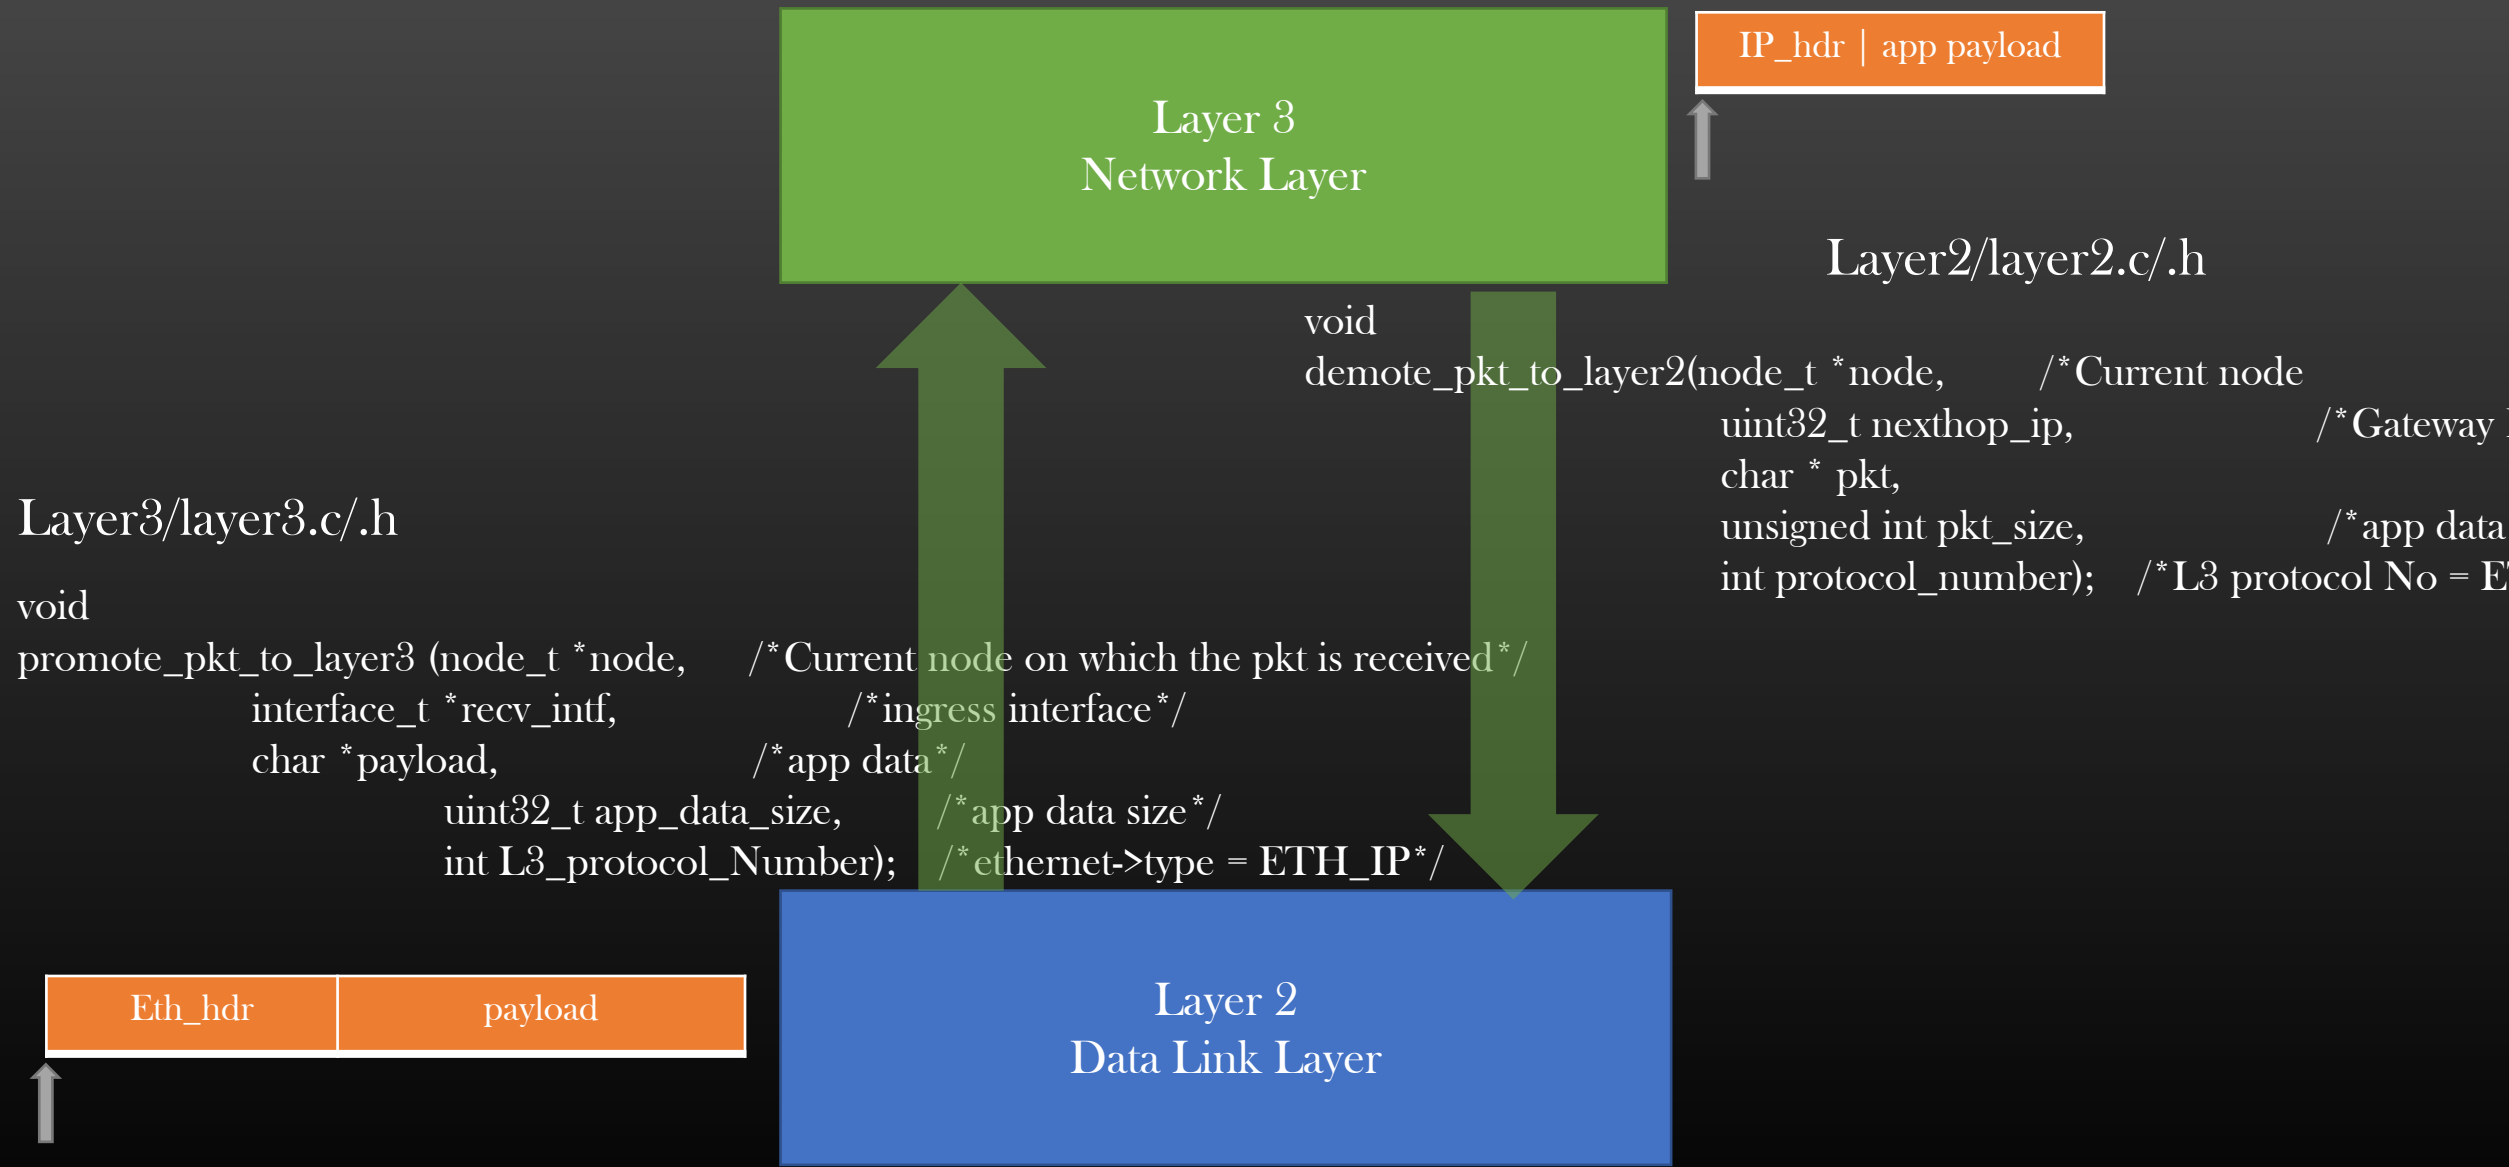 IP_hdr | app payload
Layer 3
Network Layer
Layer2/layer2.c/.h
void
demote_pkt_to_layer2(node_t *node, /*Current node
uint32_t nexthop_ip, /*Gateway
char * pkt,
unsigned int pkt_size, /*app data
int protocol_number); /*L3 protocol No =
Layer3/layer3.c/.h
void
promote_pkt_to_layer3 (node_t *node, /*Current node on which the pkt is received*/
interface_t *recv_intf, /*ingress interface*/
char *payload, /*app data*/
uint32_t app_data_size, /*app data size*/
int L3_protocol_Number); /*ethernet->type = ETH_IP*/
Eth_hdr payload
Layer 2
Data Link Layer